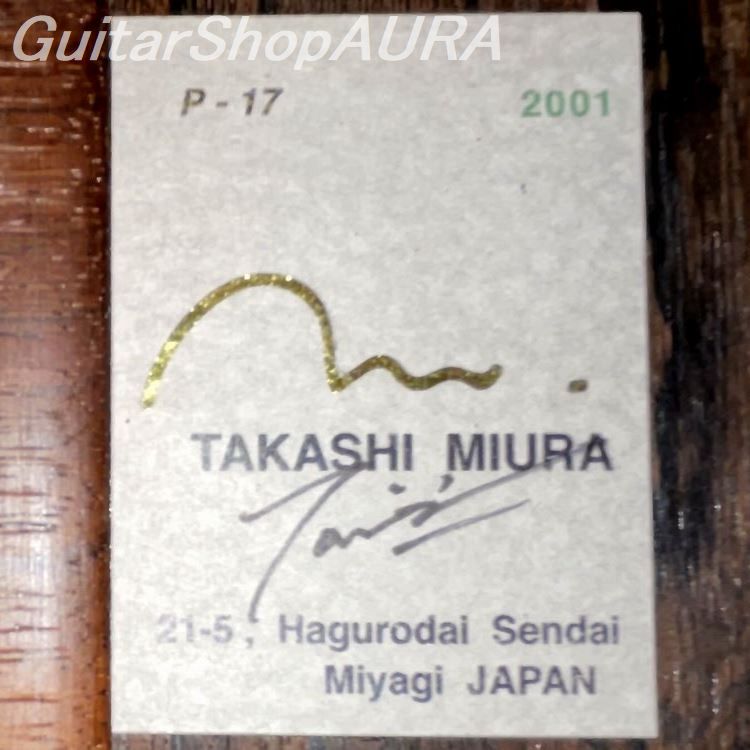 GuitarShopAURA
P-17 2001
TAKASHI MIURA
21-5, Hagurodai Sendai
Miyagi JAPAN